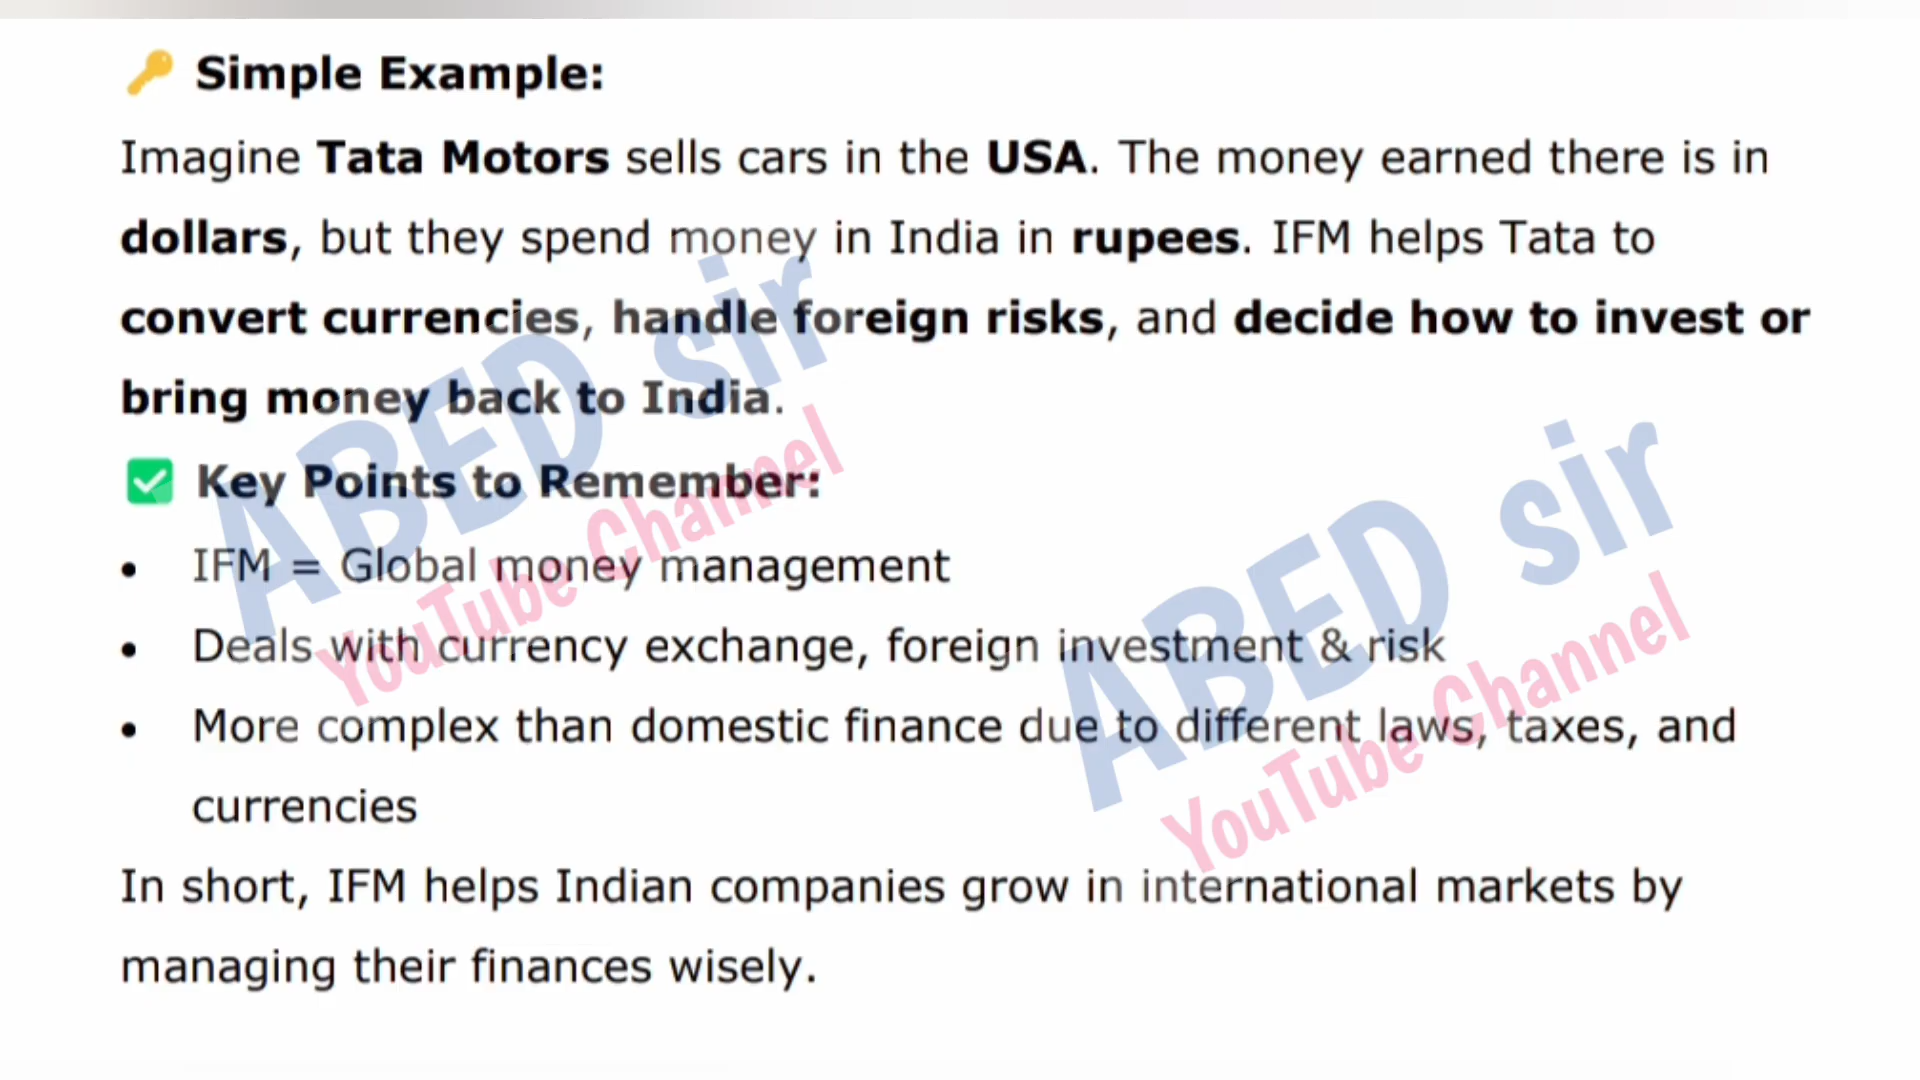 🔑 Simple Example:
Imagine Tata Motors sells cars in the USA. The money earned there is in
dollars, but they spend money in India in rupees. IFM helps Tata to
convert currencies, handle foreign risks, and decide how to invest or
bring money back to India.
✅ Key Points to Remember:
• IFM = Global money management
• Deals with currency exchange, foreign investment & risk
• More complex than domestic finance due to different laws, taxes, and
currencies
In short, IFM helps Indian companies grow in international markets by
managing their finances wisely.
ABED sir
YouTube Channel
ABED sir
YouTube Channel